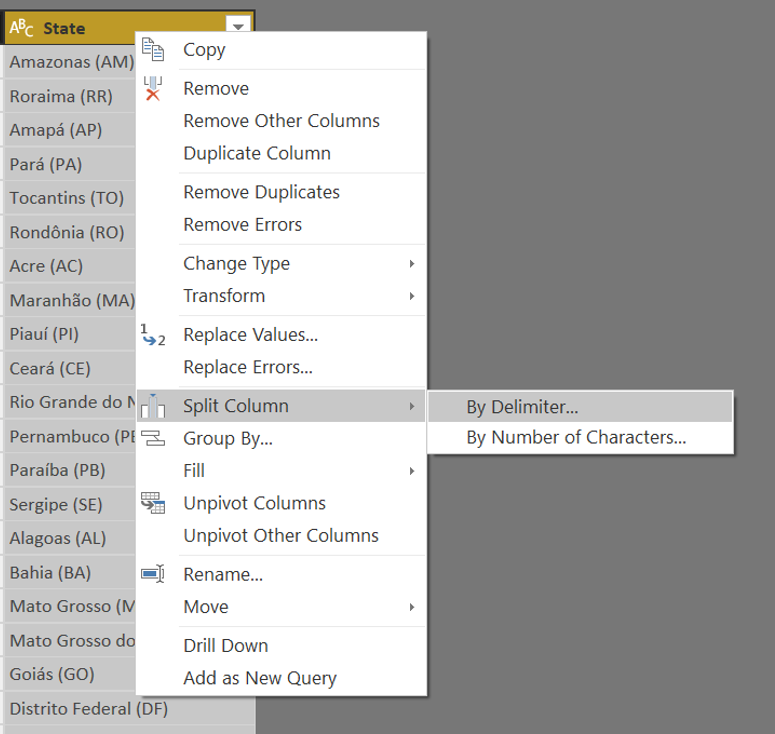 ABC State
Amazonas (AM)
Roraima (RR)
Amapá (AP)
Pará (PA)
Tocantins (TO)
Rondônia (RO)
Acre (AC)
Maranhão (MA)
Piauí (PI)
Ceará (CE)
Rio Grande do N
Pernambuco (PE
Paraíba (PB)
Sergipe (SE)
Alagoas (AL)
Bahia (BA)
Mato Grosso (M
Mato Grosso do
Goiás (GO)
Distrito Federal (DF)
Copy
Remove
Remove Other Columns
Duplicate Column
Remove Duplicates
Remove Errors
Change Type
Transform
1 2 Replace Values...
Replace Errors...
Split Column
Group By...
Fill
Unpivot Columns
Unpivot Other Columns
Rename...
Move
Drill Down
Add as New Query
By Delimiter...
By Number of Characters...